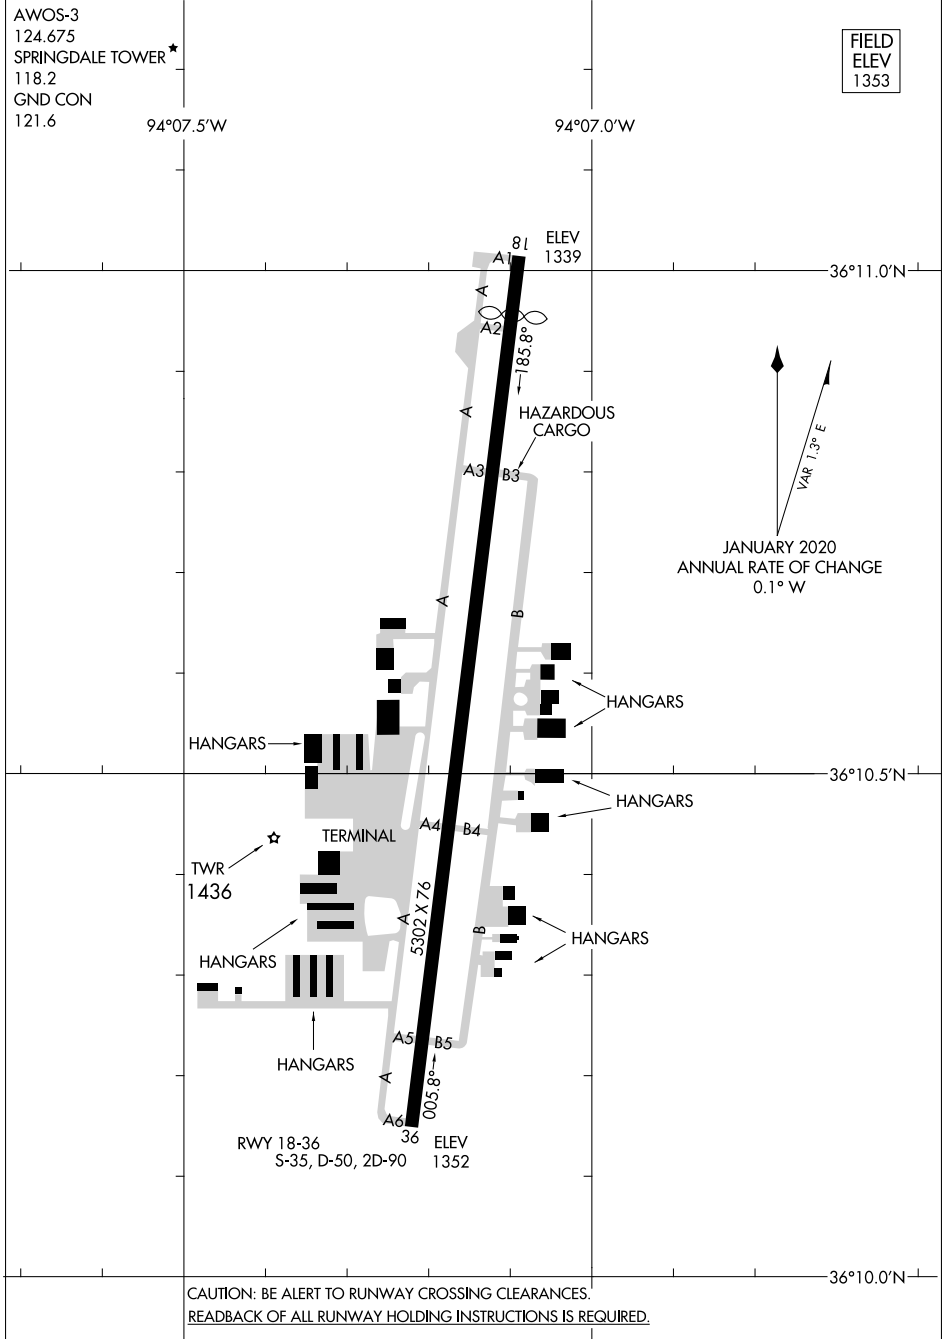 AWOS-3
124.675
SPRINGDALE TOWER
118.2
GND CON
121.6
FIELD
ELEV
1353
94°07.5'W
94°07.0'W
18
ELEV
1339
A1
36°11.0'N
A
A2
185.8°
A
HAZARDOUS
CARGO
A3
B3
VAR 1.3° E
JANUARY 2020
ANNUAL RATE OF CHANGE
0.1° W
A
B
HANGARS
HANGARS
36°10.5'N
HANGARS
A4
B4
TERMINAL
TWR
1436
5302 X 76
A
B
HANGARS
HANGARS
A5
B5
HANGARS
A
005.8°
A6
36
RWY 18-36
S-35, D-50, 2D-90
ELEV
1352
36°10.0'N
CAUTION: BE ALERT TO RUNWAY CROSSING CLEARANCES.
READBACK OF ALL RUNWAY HOLDING INSTRUCTIONS IS REQUIRED.